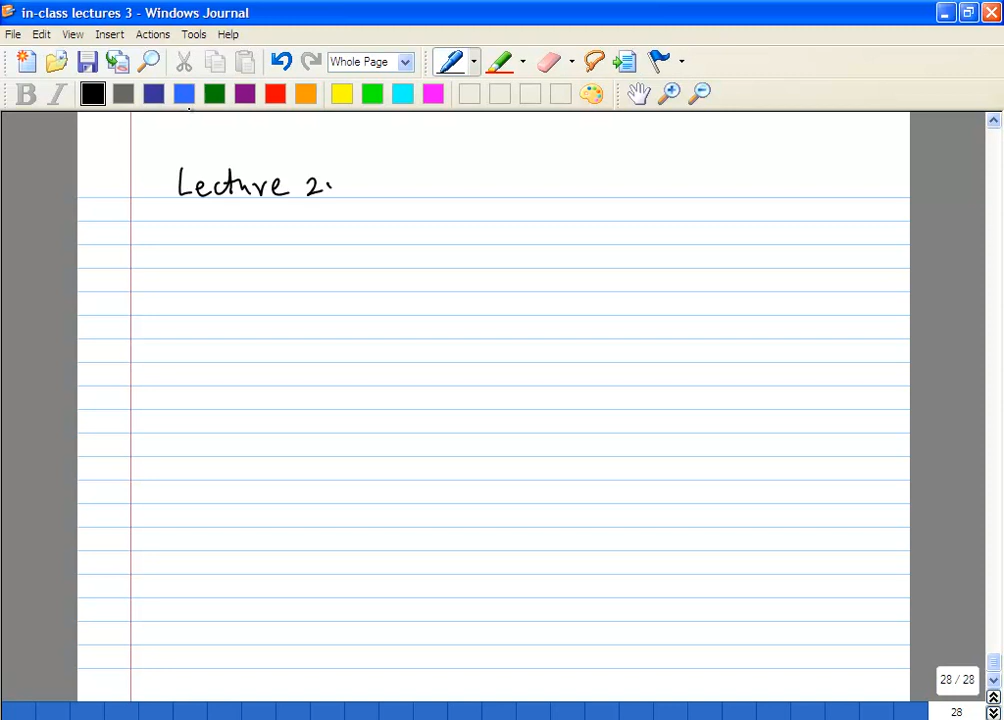 in-class lectures 3 - Windows Journal
File Edit View Insert Actions Tools Help
Whole Page
B I
Lecture 2.
28 / 28
28